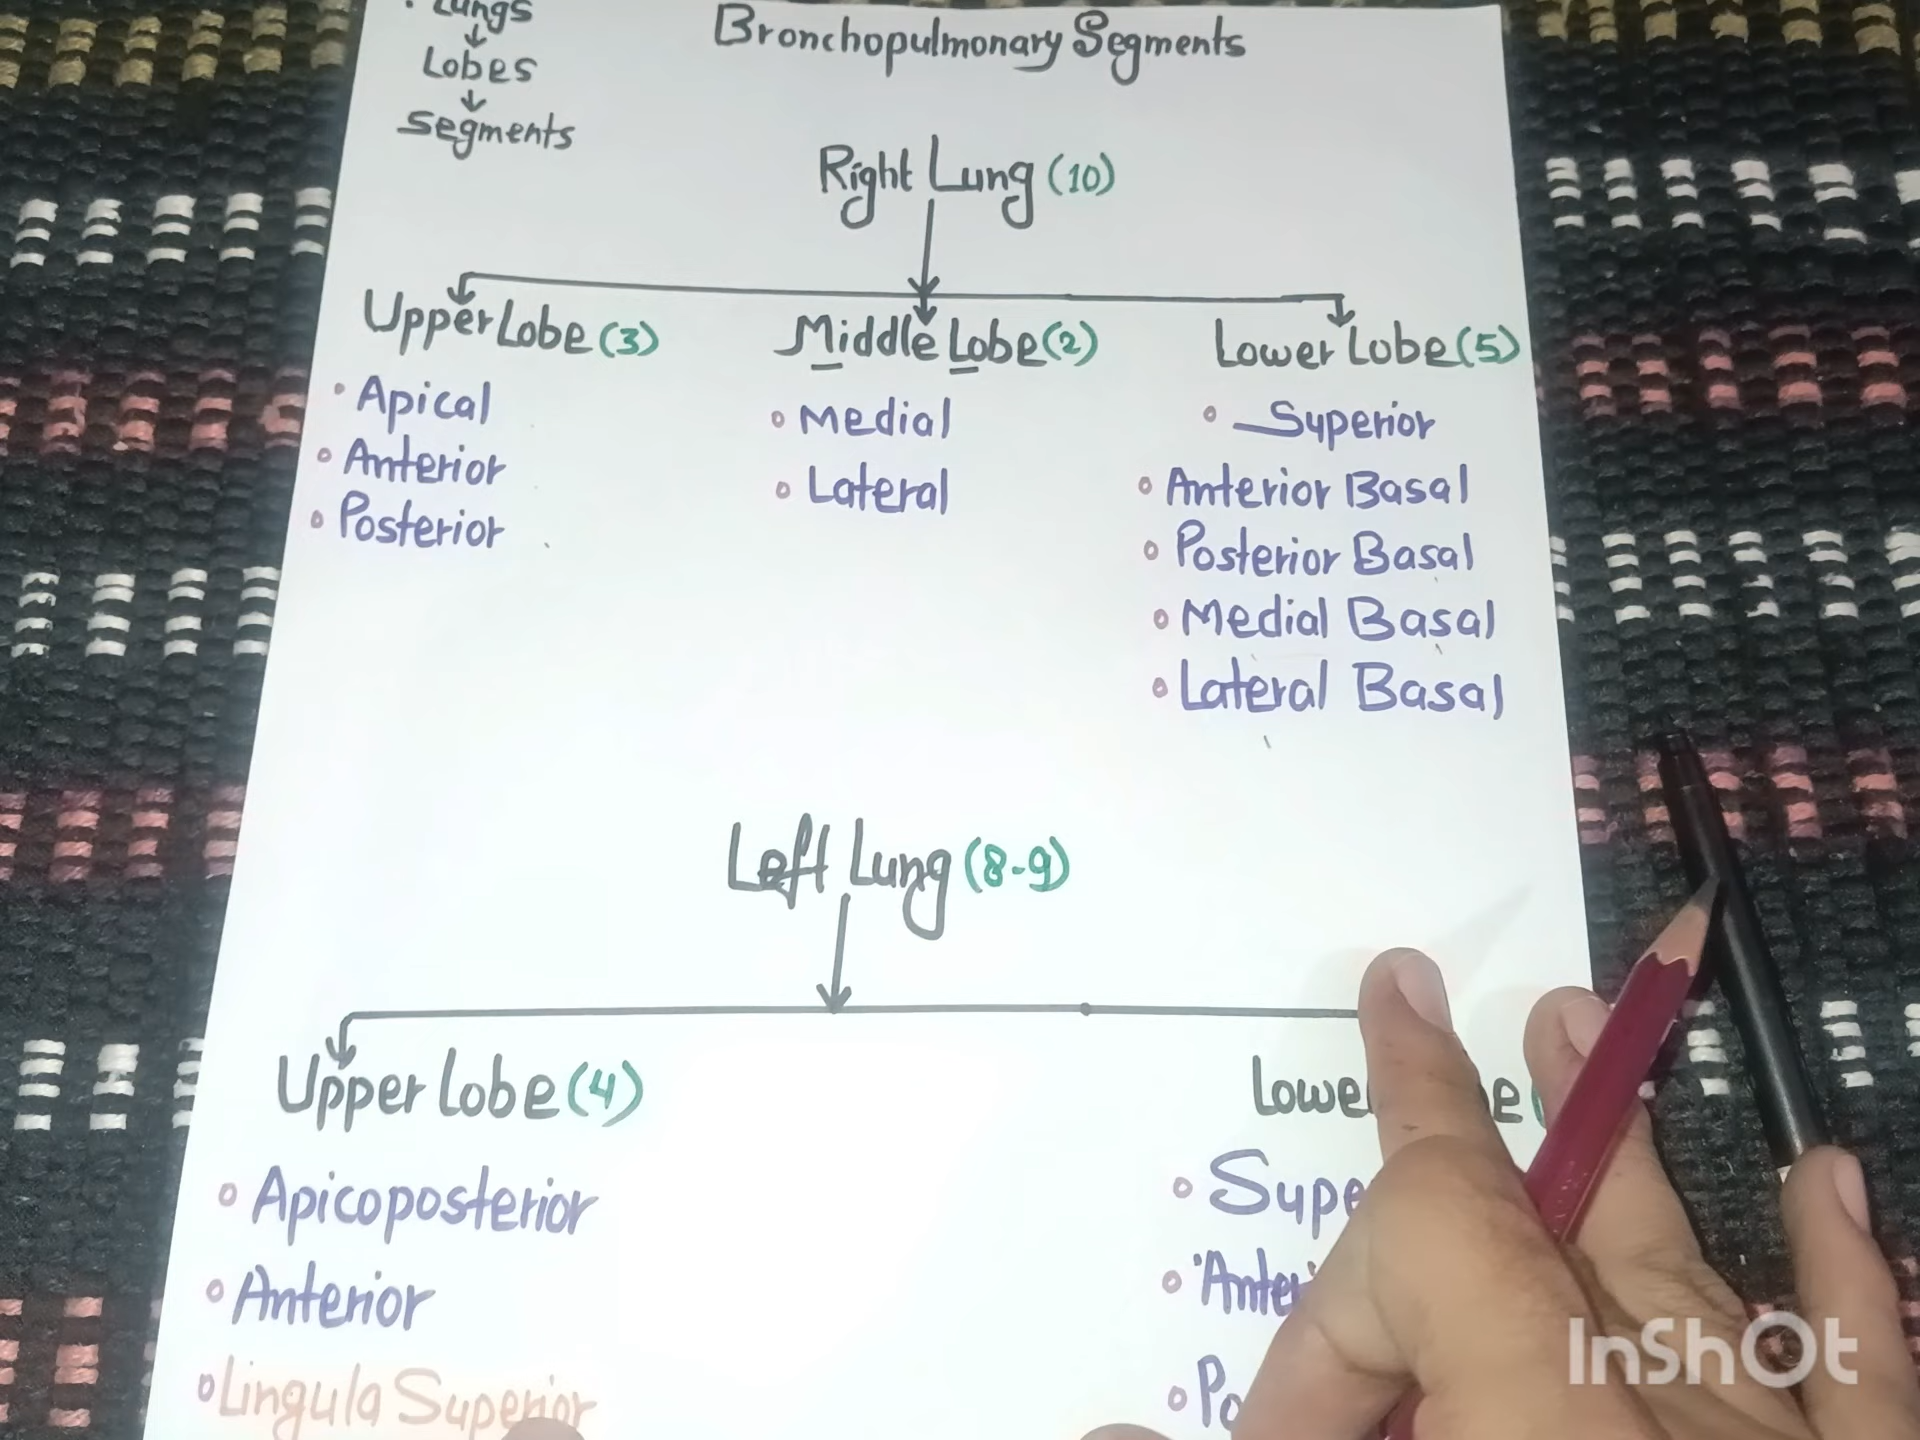 Lungs
Lobes
Segments
Bronchopulmonary Segments
Right Lung (10)
Upper Lobe (3)
• Apical
• Anterior
• Posterior
Middle Lobe (2)
• Medial
• Lateral
Lower Lobe (5)
• Superior
• Anterior Basal
• Posterior Basal
• Medial Basal
• Lateral Basal
Left Lung (8-9)
Upper Lobe (4)
• Apicoposterior
• Anterior
• Lingula Superior
InShOt